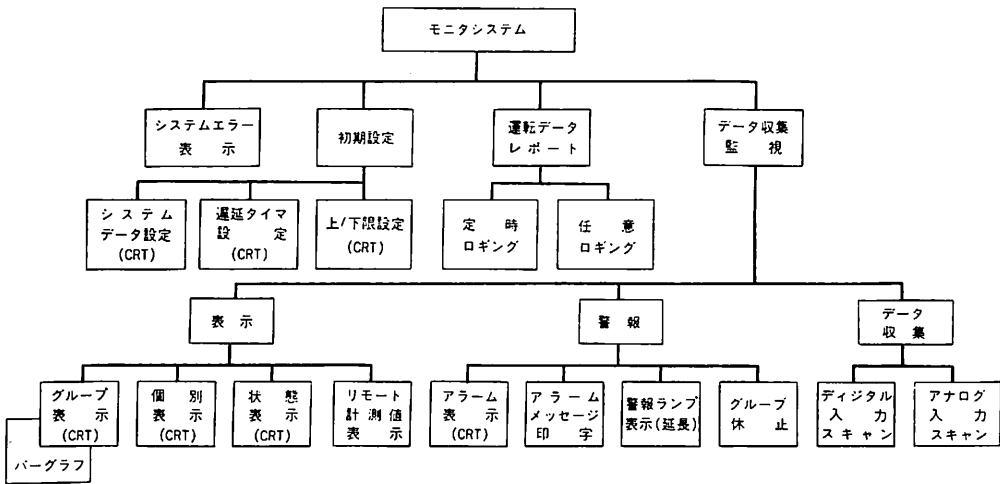 モニタシステム
システムエラー
表示
初期設定
運転データ
レポート
データ収集
監視
システム
データ設定
(CRT)
遅延タイマ
設定
(CRT)
上/下限設定
(CRT)
定時
ロギング
任意
ロギング
表示
警報
データ
収集
グループ
表示
(CRT)
バーグラフ
個別
表示
(CRT)
状態
表示
(CRT)
リモート
計測値
表示
アラーム
表示
(CRT)
アラーム
メッセージ
印字
警報ランプ
表示(延長)
グループ
休止
ディジタル
入力
スキャン
アナログ
入力
スキャン